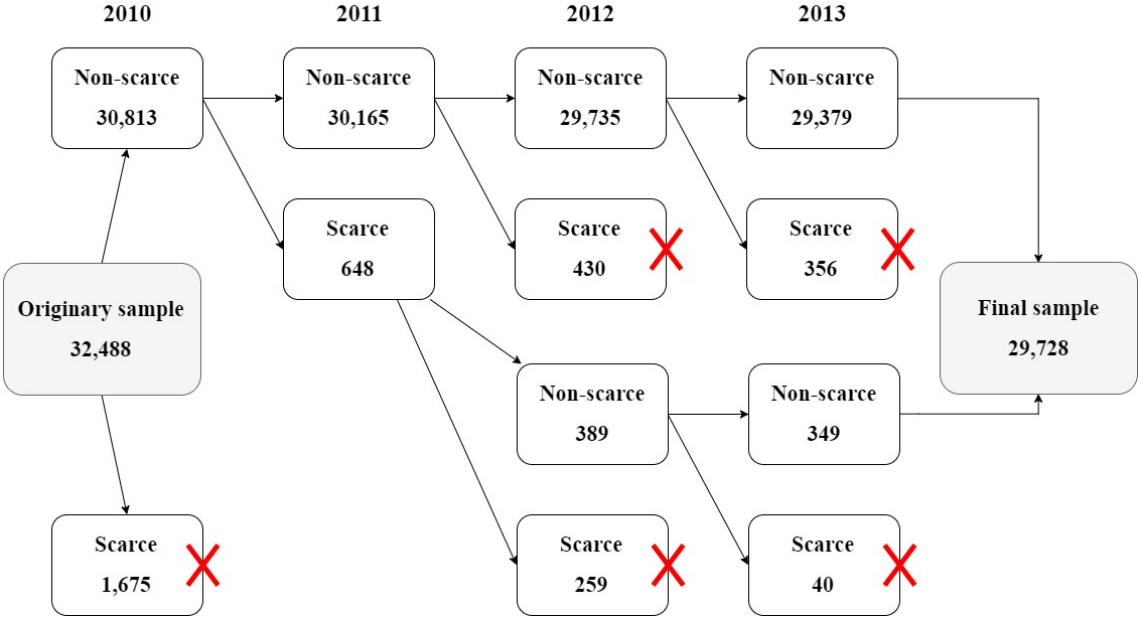 2010
2011
2012
2013
Non-scarce
30,813
Non-scarce
30,165
Non-scarce
29,735
Non-scarce
29,379
Scarce
648
Scarce
430
Scarce
356
Originary sample
32,488
Final sample
29,728
Non-scarce
389
Non-scarce
349
Scarce
1,675
Scarce
259
Scarce
40